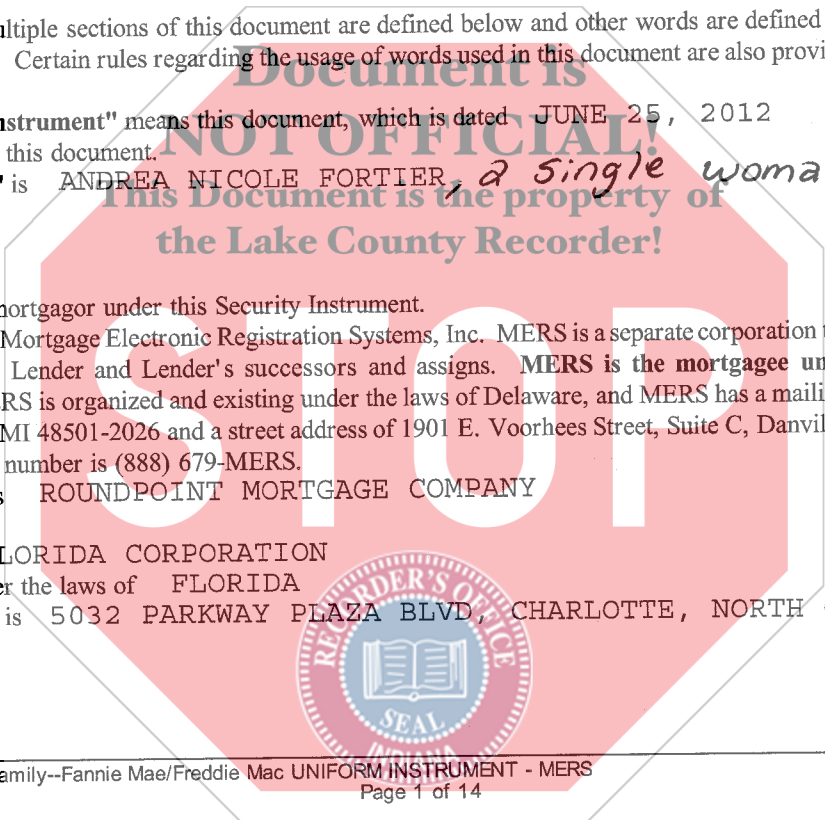 ultiple sections of this document are defined below and other words are defined
Certain rules regarding the usage of words used in this document are also provi
Document is
nstrument" means this document, which is dated JUNE 25, 2012
NOT OFFICIAL!
this document.
" is ANDREA NICOLE FORTIER, a single woma
This Document is the property of
the Lake County Recorder!
mortgagor under this Security Instrument.
Mortgage Electronic Registration Systems, Inc. MERS is a separate corporation
Lender and Lender's successors and assigns. MERS is the mortgagee un
RS is organized and existing under the laws of Delaware, and MERS has a maili
MI 48501-2026 and a street address of 1901 E. Voorhees Street, Suite C, Danvil
number is (888) 679-MERS.
STOP
s ROUNDPOINT MORTGAGE COMPANY
LORIDA CORPORATION
er the laws of FLORIDA
is 5032 PARKWAY PLAZA BLVD, CHARLOTTE, NORTH
RECORDER'S OFFICE
SEAL
INDIANA
amily--Fannie Mae/Freddie Mac UNIFORM INSTRUMENT - MERS
Page 1 of 14